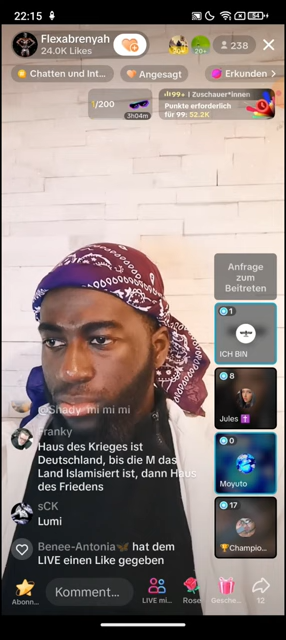 22:15
54
Flexabrenyah
24.0K Likes
20+
238
Chatten und Int...
Angesagt
Erkunden >
1/200
3h04m
99+ | Zuschauer*innen
Punkte erforderlich
für 99: 52.2K
Anfrage
zum
Beitreten
1
ICH BIN
8
Jules
0
Moyuto
17
Champio...
@Shady mi mi mi
Franky
Haus des Krieges ist
Deutschland, bis die M das
Land Islamisiert ist, dann Haus
des Friedens
sCK
Lumi
Benee-Antonia hat dem
LIVE einen Like gegeben
Abonn...
Komment...
LIVE mi...
Rose
Gesche...
12